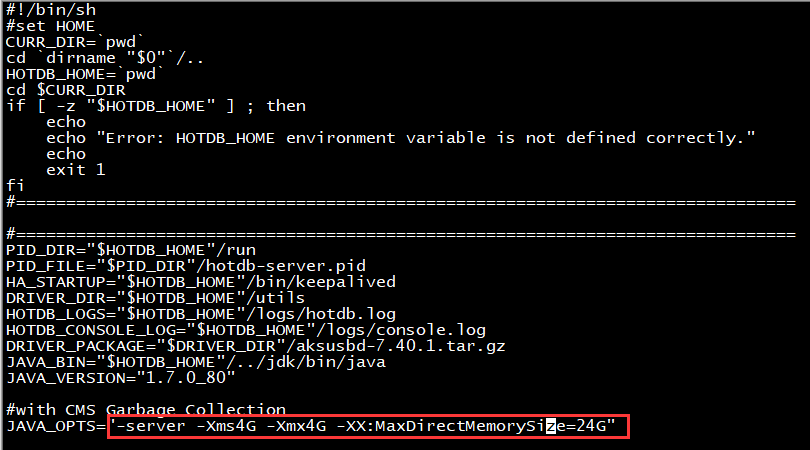 #!/bin/sh
#set HOME
CURR_DIR=`pwd`
cd `dirname "$0"`/..
HOTDB_HOME=`pwd`
cd $CURR_DIR
if [ -z "$HOTDB_HOME" ] ; then
    echo
    echo "Error: HOTDB_HOME environment variable is not defined correctly."
    echo
    exit 1
fi
#==============================================================================

#==============================================================================
PID_DIR="$HOTDB_HOME"/run
PID_FILE="$PID_DIR"/hotdb-server.pid
HA_STARTUP="$HOTDB_HOME"/bin/keepalived
DRIVER_DIR="$HOTDB_HOME"/utils
HOTDB_LOGS="$HOTDB_HOME"/logs/hotdb.log
HOTDB_CONSOLE_LOG="$HOTDB_HOME"/logs/console.log
DRIVER_PACKAGE="$DRIVER_DIR"/aksusbd-7.40.1.tar.gz
JAVA_BIN="$HOTDB_HOME"/../jdk/bin/java
JAVA_VERSION="1.7.0_80"

#with CMS Garbage Collection
JAVA_OPTS="-server -Xms4G -Xmx4G -XX:MaxDirectMemorySize=24G"